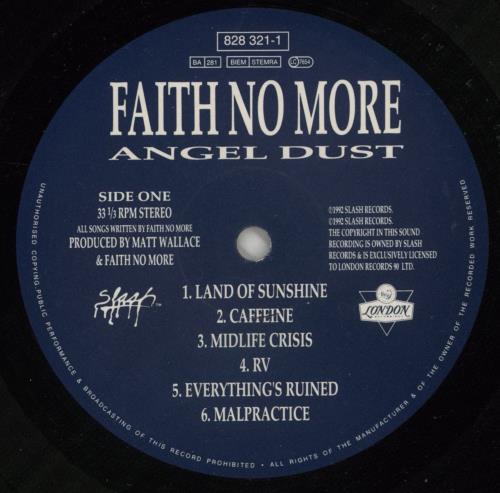 828 321-1
BA 281 BIEM STEMRA LC 7654
FAITH NO MORE
ANGEL DUST
SIDE ONE
33 1/3 RPM STEREO
ALL SONGS WRITTEN BY FAITH NO MORE
PRODUCED BY MATT WALLACE
& FAITH NO MORE
℗1992 SLASH RECORDS.
©1992 SLASH RECORDS.
THE COPYRIGHT IN THIS SOUND
RECORDING IS OWNED BY SLASH
RECORDS & IS EXCLUSIVELY LICENSED
TO LONDON RECORDS 90 LTD.
Slash
TM
LONDON
1. LAND OF SUNSHINE
2. CAFFEINE
3. MIDLIFE CRISIS
4. RV
5. EVERYTHING'S RUINED
6. MALPRACTICE
UNAUTHORISED COPYING PUBLIC PERFORMANCE & BROADCASTING OF THIS RECORD PROHIBITED • ALL RIGHTS OF THE MANUFACTURER & OF THE OWNER OF THE RECORDED WORK RESERVED